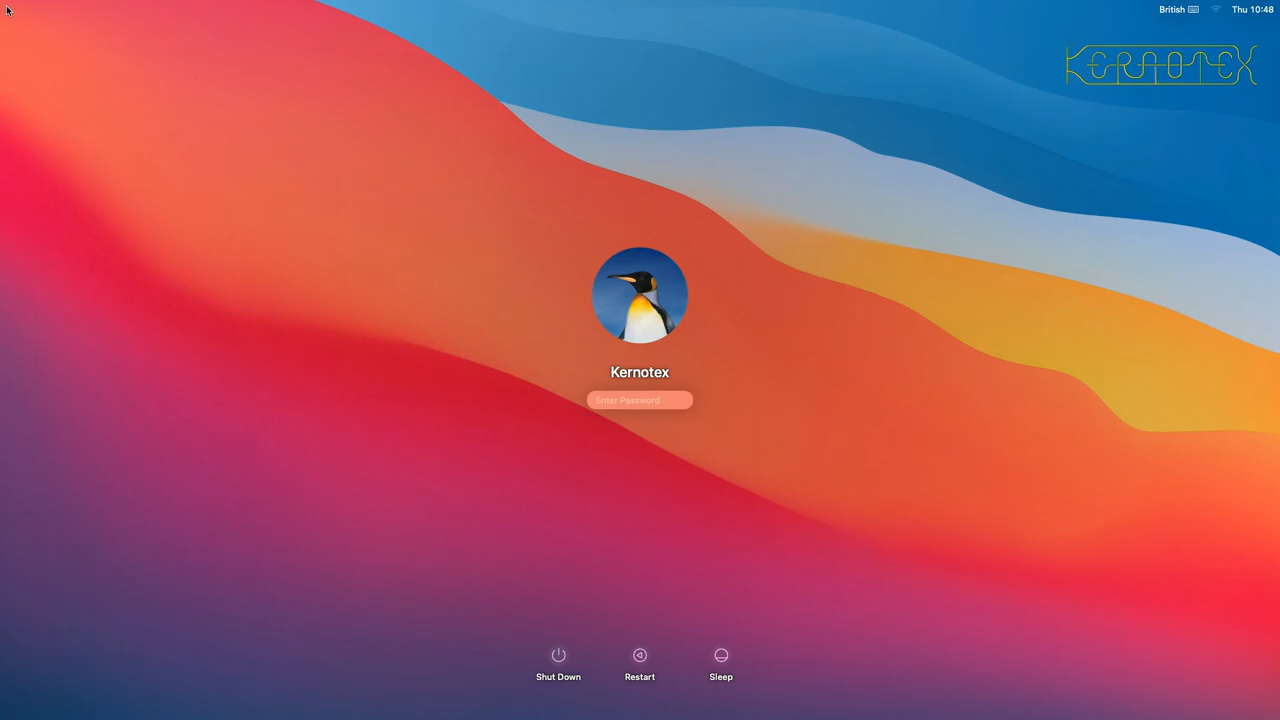 British
Thu 10:48
KERNOTEX
Kernotex
Enter Password
Shut Down
Restart
Sleep